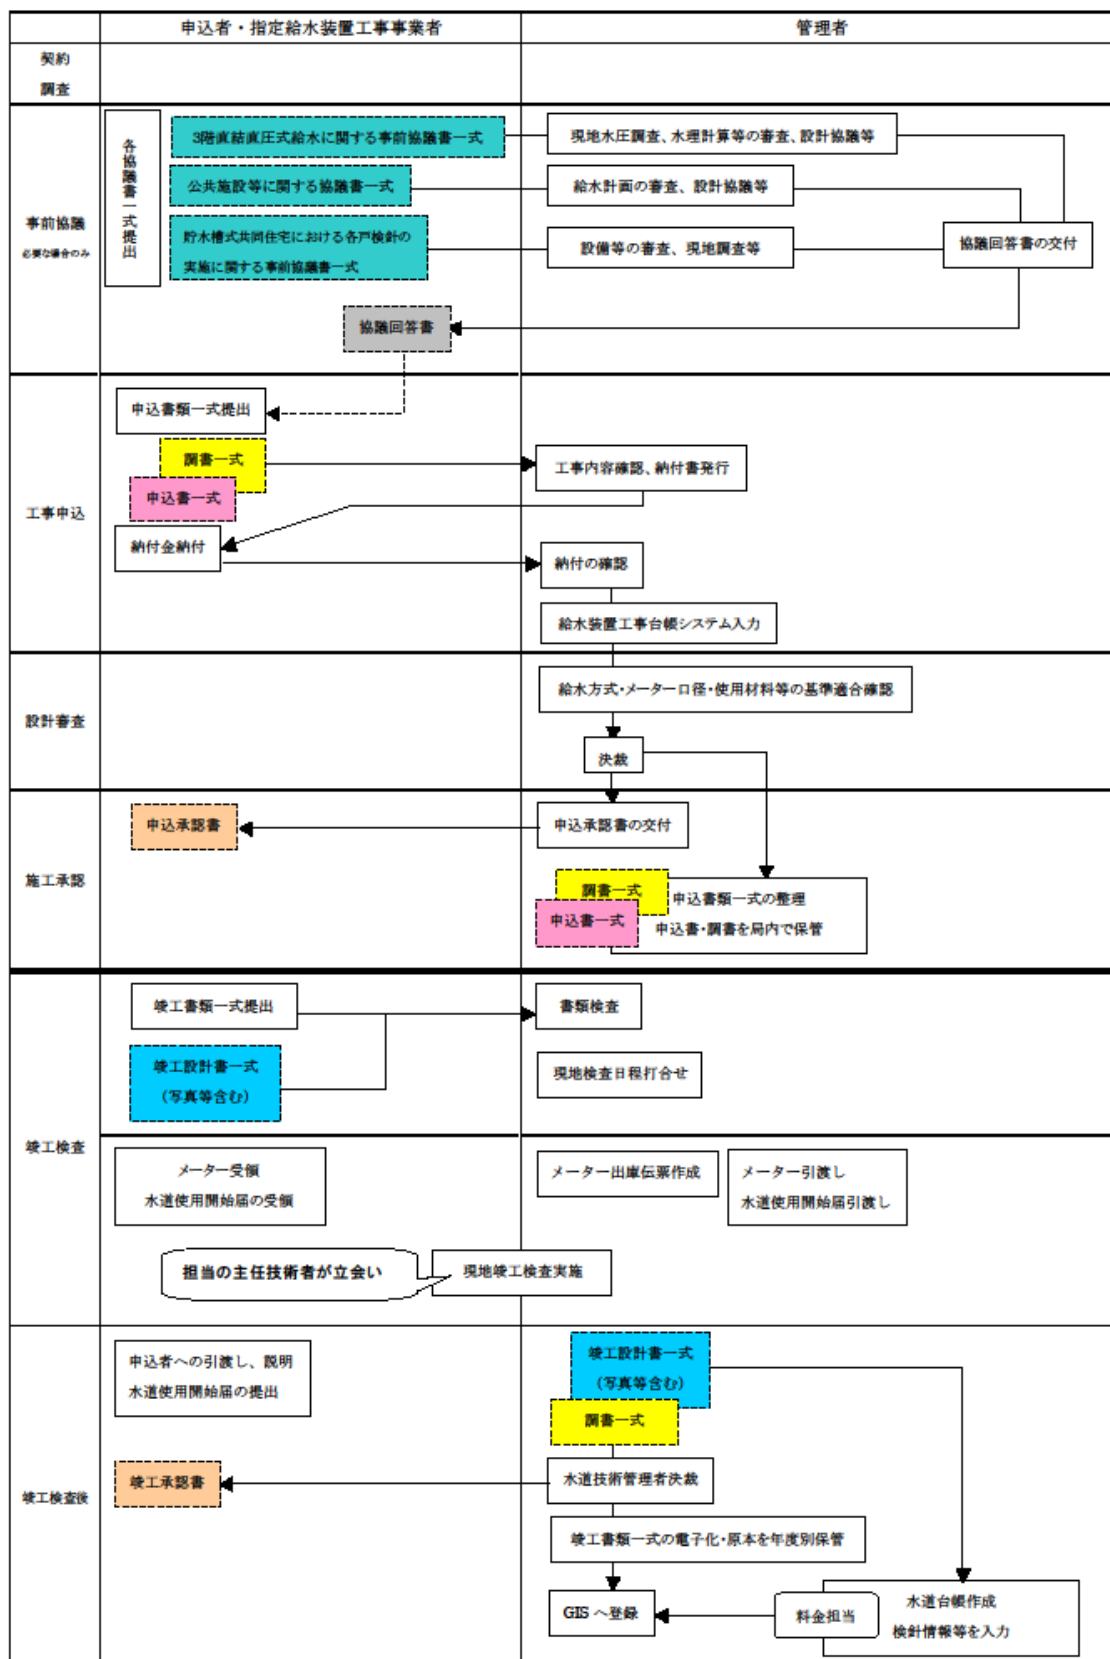 申込者・指定給水装置工事事業者
管理者
契約
調査
事前協議
必要な場合のみ
各協議書一式提出
3階直結直圧式給水に関する事前協議書一式
現地水圧調査、水理計算等の審査、設計協議等
公共施設等に関する協議書一式
給水計画の審査、設計協議等
貯水槽式共同住宅における各戸検針の
実施に関する事前協議書一式
設備等の審査、現地調査等
協議回答書の交付
協議回答書
工事申込
申込書類一式提出
調書一式
申込書一式
工事内容確認、納付書発行
納付金納付
納付の確認
給水装置工事台帳システム入力
設計審査
給水方式・メーター口径・使用材料等の基準適合確認
決裁
施工承認
申込承認書
申込承認書の交付
調書一式
申込書一式
申込書類一式の整理
申込書・調書を局内で保管
竣工検査
竣工書類一式提出
書類検査
竣工設計書一式
（写真等含む）
現地検査日程打合せ
メーター受領
水道使用開始届の受領
メーター出庫伝票作成
メーター引渡し
水道使用開始届引渡し
担当の主任技術者が立会い
現地竣工検査実施
竣工検査後
申込者への引渡し、説明
水道使用開始届の提出
竣工設計書一式
（写真等含む）
調書一式
竣工承認書
水道技術管理者決裁
竣工書類一式の電子化・原本を年度別保管
GIS へ登録
料金担当
水道台帳作成
検針情報等を入力